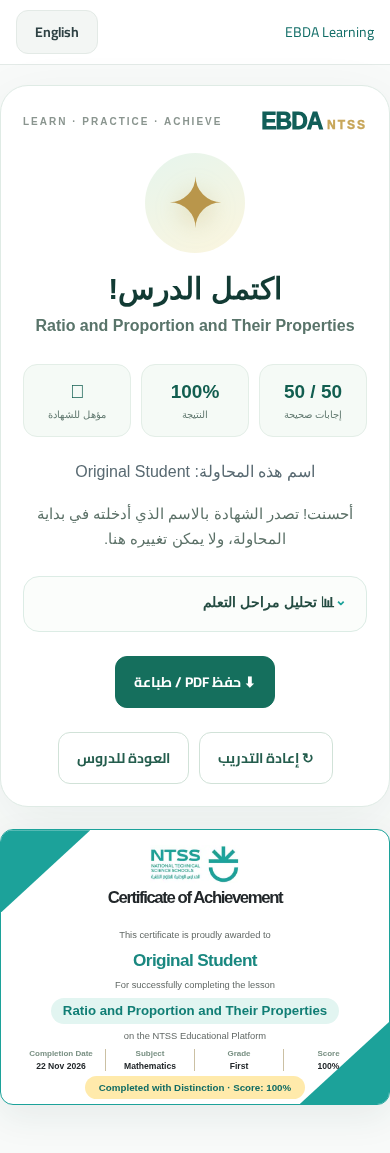 English
EBDA Learning
LEARN · PRACTICE · ACHIEVE
EBDA NTSS
اكتمل الدرس!
Ratio and Proportion and Their Properties
50 / 50
إجابات صحيحة
100%
النتيجة
مؤهل للشهادة
اسم هذه المحاولة: Original Student
أحسنت! تصدر الشهادة بالاسم الذي أدخلته في بداية
المحاولة، ولا يمكن تغييره هنا.
تحليل مراحل التعلم
حفظ PDF / طباعة
إعادة التدريب
العودة للدروس
NTSS
NATIONAL TECHNICAL
SCIENCE SCHOOLS
Certificate of Achievement
This certificate is proudly awarded to
Original Student
For successfully completing the lesson
Ratio and Proportion and Their Properties
on the NTSS Educational Platform
Completion Date
22 Nov 2026
Subject
Mathematics
Grade
First
Score
100%
Completed with Distinction · Score: 100%